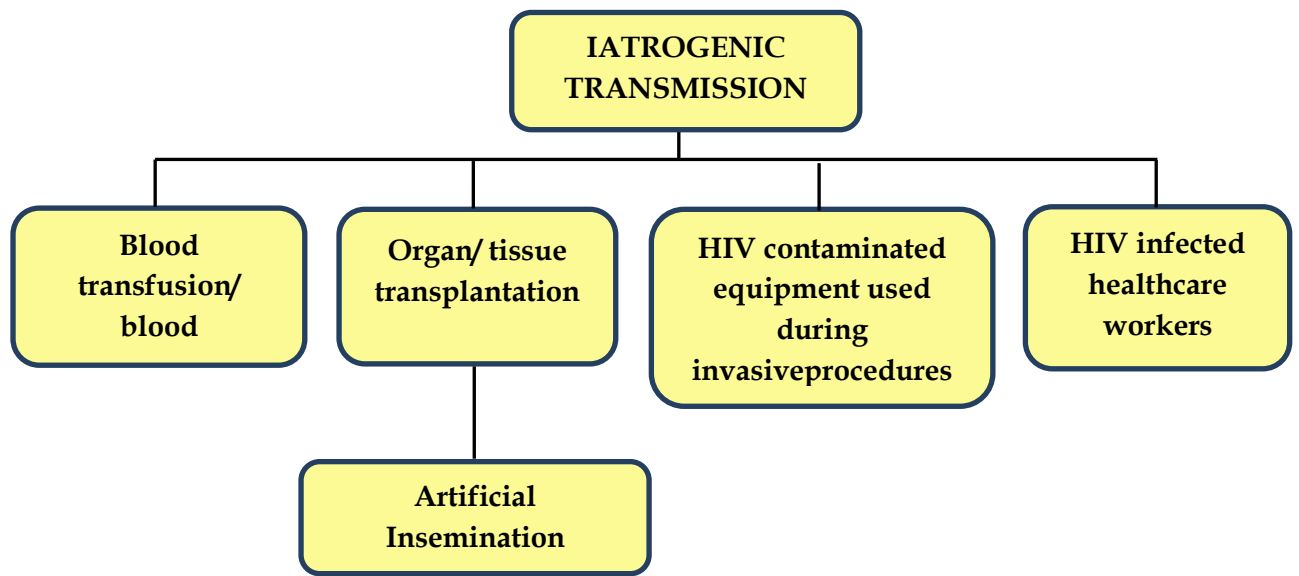 IATROGENIC
TRANSMISSION
Blood
transfusion/
blood
Organ/ tissue
transplantation
HIV contaminated
equipment used
during
invasiveprocedures
HIV infected
healthcare
workers
Artificial
Insemination